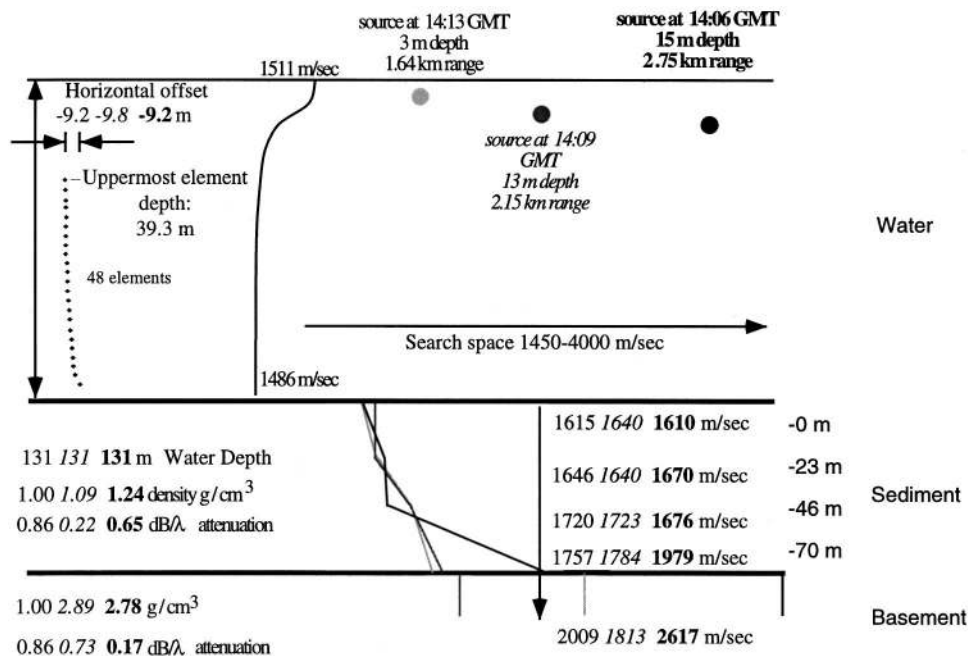 source at 14:13 GMT
3 m depth
1.64 km range
source at 14:06 GMT
15 m depth
2.75 km range
1511 m/sec
Horizontal offset
-9.2 -9.8 -9.2 m
source at 14:09
GMT
13 m depth
2.15 km range
Uppermost element
depth:
39.3 m
Water
48 elements
Search space 1450-4000 m/sec
1486 m/sec
1615 1640 1610 m/sec
-0 m
131 131 131 m Water Depth
1646 1640 1670 m/sec
-23 m
1.00 1.09 1.24 density g/cm3
Sediment
-46 m
0.86 0.22 0.65 dB/λ attenuation
1720 1723 1676 m/sec
1757 1784 1979 m/sec
-70 m
1.00 2.89 2.78 g/cm3
Basement
0.86 0.73 0.17 dB/λ attenuation
2009 1813 2617 m/sec